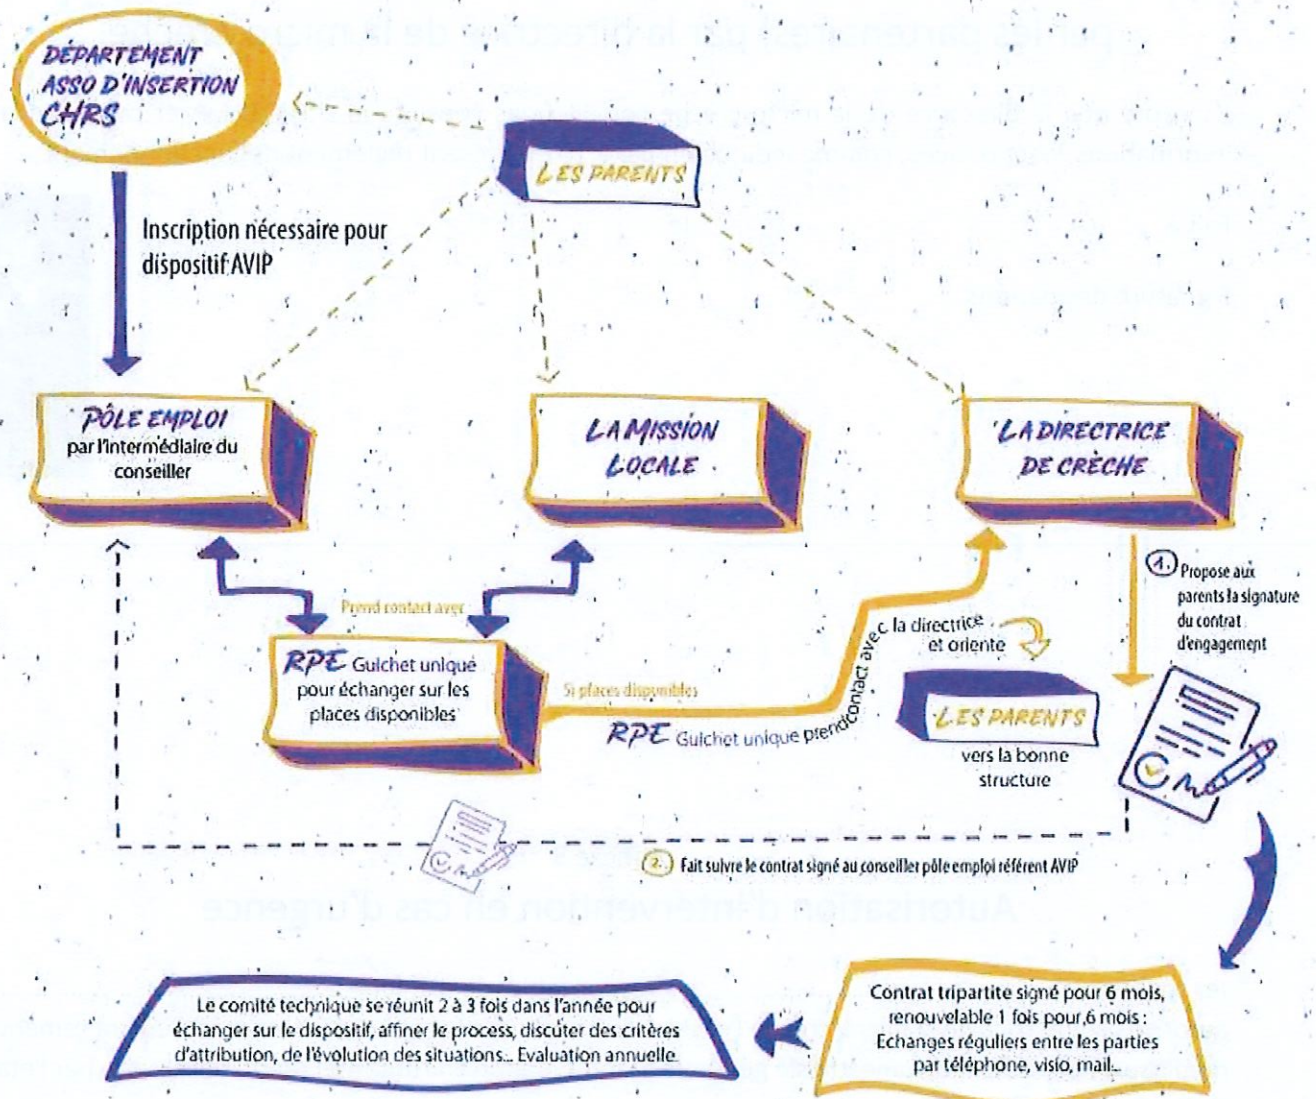 DÉPARTEMENT
ASSO D'INSERTION
CHRS
LES PARENTS
Inscription nécessaire pour
dispositif AVIP
PÔLE EMPLOI
par l'intermédiaire du
conseiller
LA MISSION
LOCALE
LA DIRECTRICE
DE CRÈCHE
Prend contact avec
RPE Guichet unique
pour échanger sur les
places disponibles
Si places disponibles
RPE Guichet unique prend contact avec la directrice
et oriente
LES PARENTS
vers la bonne
structure
1. Propose aux
parents la signature
du contrat
d'engagement
2. Fait suivre le contrat signé au conseiller pôle emploi référent AVIP
Autorisation d'intervention en cas d'urgence
Contrat tripartite signé pour 6 mois,
renouvelable 1 fois pour 6 mois :
Echanges réguliers entre les parties
par téléphone, visio, mail...
Le comité technique se réunit 2 à 3 fois dans l'année pour
échanger sur le dispositif, affiner le process, discuter des critères
d'attribution, de l'évolution des situations... Evaluation annuelle.